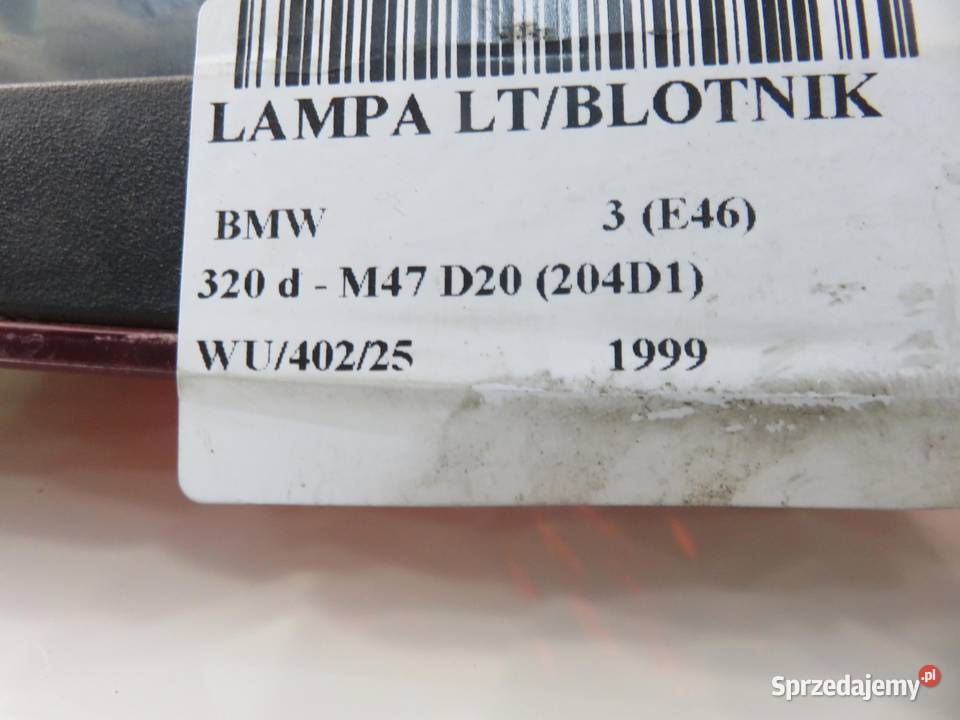 LAMPA LT/BLOTNIK
BMW 3 (E46)
320 d - M47 D20 (204D1)
WU/402/25 1999
Sprzedajemy.pl